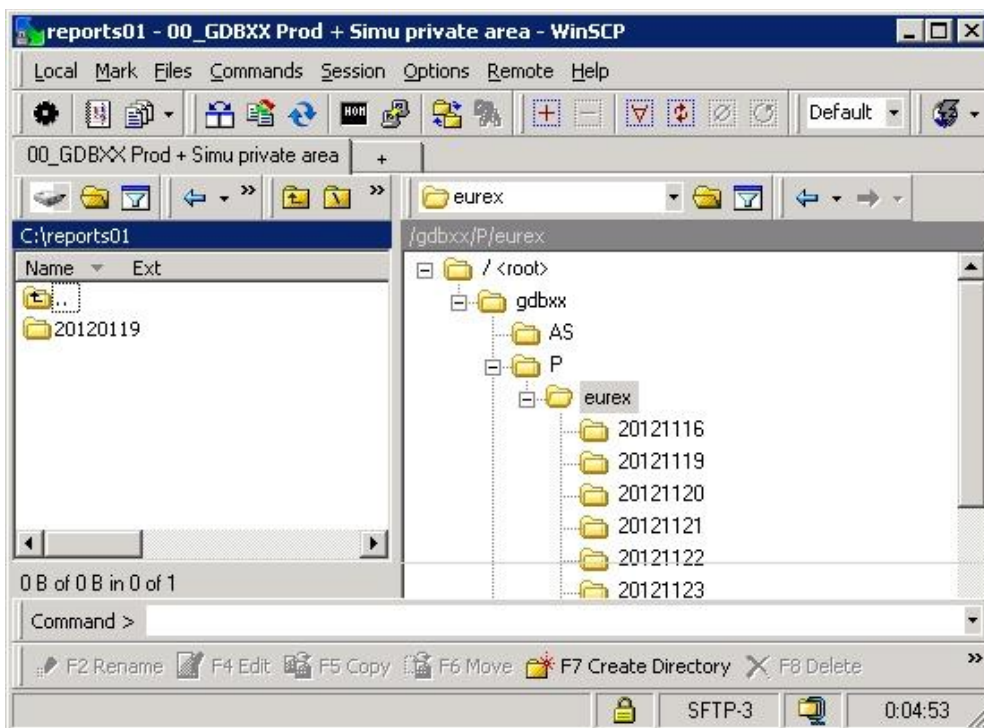 reports01 - 00_GDBXX Prod + Simu private area - WinSCP
Local Mark Files Commands Session Options Remote Help
Default
00_GDBXX Prod + Simu private area +
eurex
C:\reports01
/gdbxx/P/eurex
Name Ext
..
20120119
/ <root>
gdbxx
AS
P
eurex
20121116
20121119
20121120
20121121
20121122
20121123
0 B of 0 B in 0 of 1
Command >
F2 Rename F4 Edit F5 Copy F6 Move F7 Create Directory F8 Delete »
SFTP-3 0:04:53